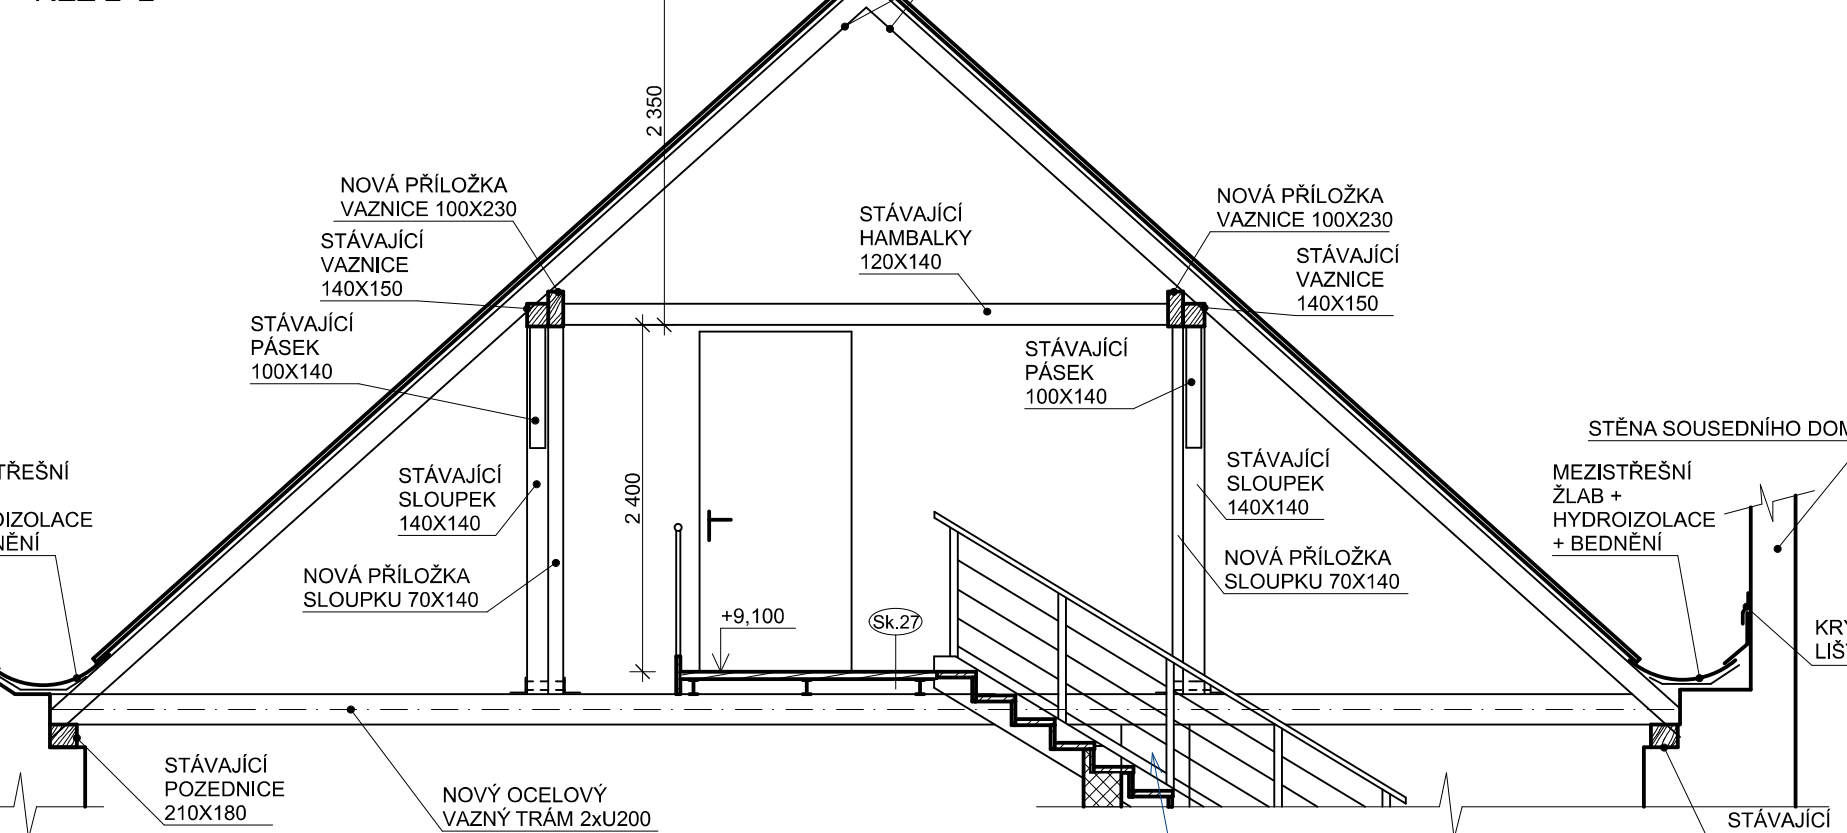 2 350
NOVÁ PŘÍLOŽKA
VAZNICE 100X230
STÁVAJÍCÍ
VAZNICE
140X150
STÁVAJÍCÍ
PÁSEK
100X140
STÁVAJÍCÍ
HAMBALKY
120X140
NOVÁ PŘÍLOŽKA
VAZNICE 100X230
STÁVAJÍCÍ
VAZNICE
140X150
STÁVAJÍCÍ
PÁSEK
100X140
STĚNA SOUSEDNÍHO DOM
STÁVAJÍCÍ
SLOUPEK
140X140
2 400
STÁVAJÍCÍ
SLOUPEK
140X140
MEZISTŘEŠNÍ
ŽLAB +
HYDROIZOLACE
+ BEDNĚNÍ
TŘEŠNÍ
OIZOLACE
NĚNÍ
NOVÁ PŘÍLOŽKA
SLOUPKU 70X140
NOVÁ PŘÍLOŽKA
SLOUPKU 70X140
+9,100
Sk.27
KRY
LIŠ
STÁVAJÍCÍ
POZEDNICE
210X180
NOVÝ OCELOVÝ
VAZNÝ TRÁM 2xU200
STÁVAJÍCÍ